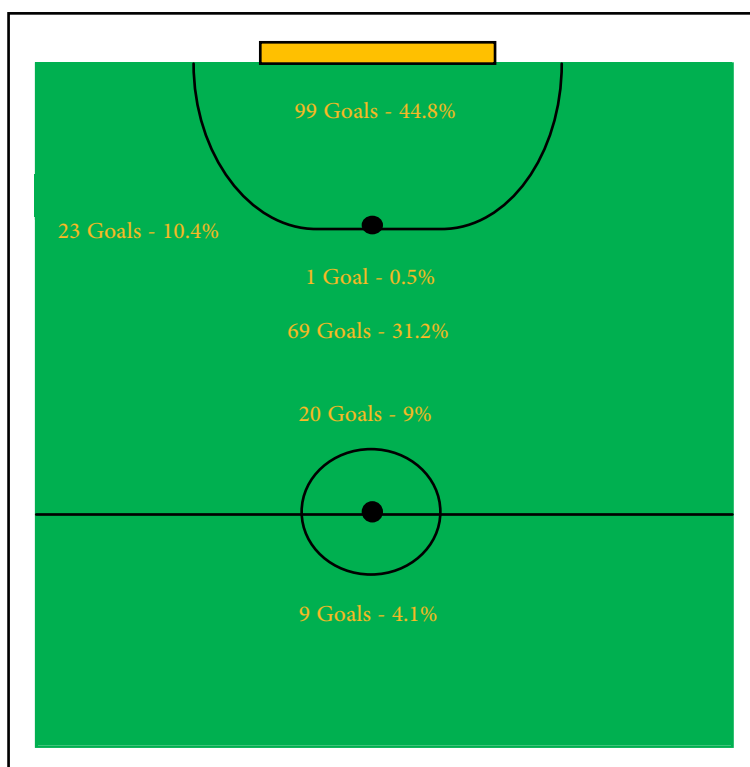 99 Goals - 44.8%
23 Goals - 10.4%
1 Goal - 0.5%
69 Goals - 31.2%
20 Goals - 9%
9 Goals - 4.1%